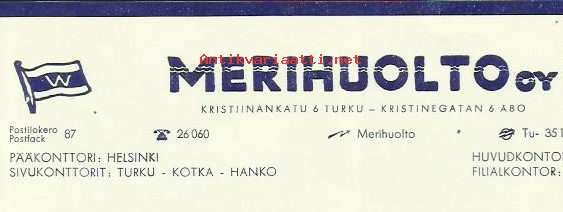 Antikvariaatti.net
W
MERIHUOLTO OY
KRISTIINANKATU 6 TURKU – KRISTINEGATAN 6 ÅBO
Postilokero
Postfack 87 ☎ 26 060 Merihuolto Tu- 351
PÄÄKONTTORI: HELSINKI HUVUDKONTO
SIVUKONTTORIT: TURKU - KOTKA - HANKO FILIALKONTOR: